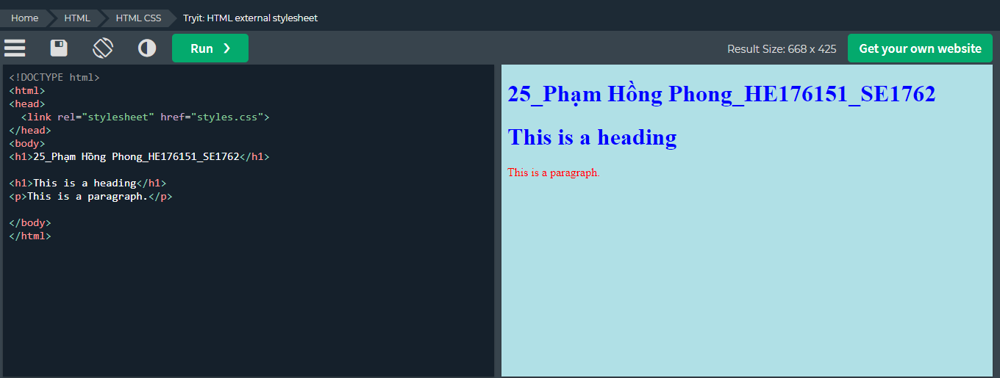 Home HTML HTML CSS Tryit: HTML external stylesheet
Run ❯ Result Size: 668 x 425 Get your own website
<!DOCTYPE html>
<html>
<head>
  <link rel="stylesheet" href="styles.css">
</head>
<body>
<h1>25_Phạm Hồng Phong_HE176151_SE1762</h1>
<h1>This is a heading</h1>
<p>This is a paragraph.</p>
</body>
</html>
25_Phạm Hồng Phong_HE176151_SE1762
This is a heading
This is a paragraph.